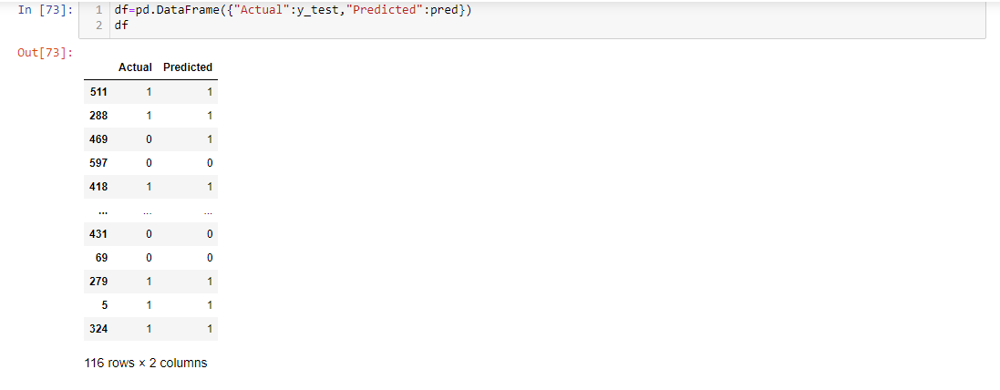 In [73]: 1 df=pd.DataFrame({"Actual":y_test,"Predicted":pred})
2 df
Out[73]:
Actual Predicted
511 1 1
288 1 1
469 0 1
597 0 0
418 1 1
... ... ...
431 0 0
69 0 0
279 1 1
5 1 1
324 1 1
116 rows × 2 columns